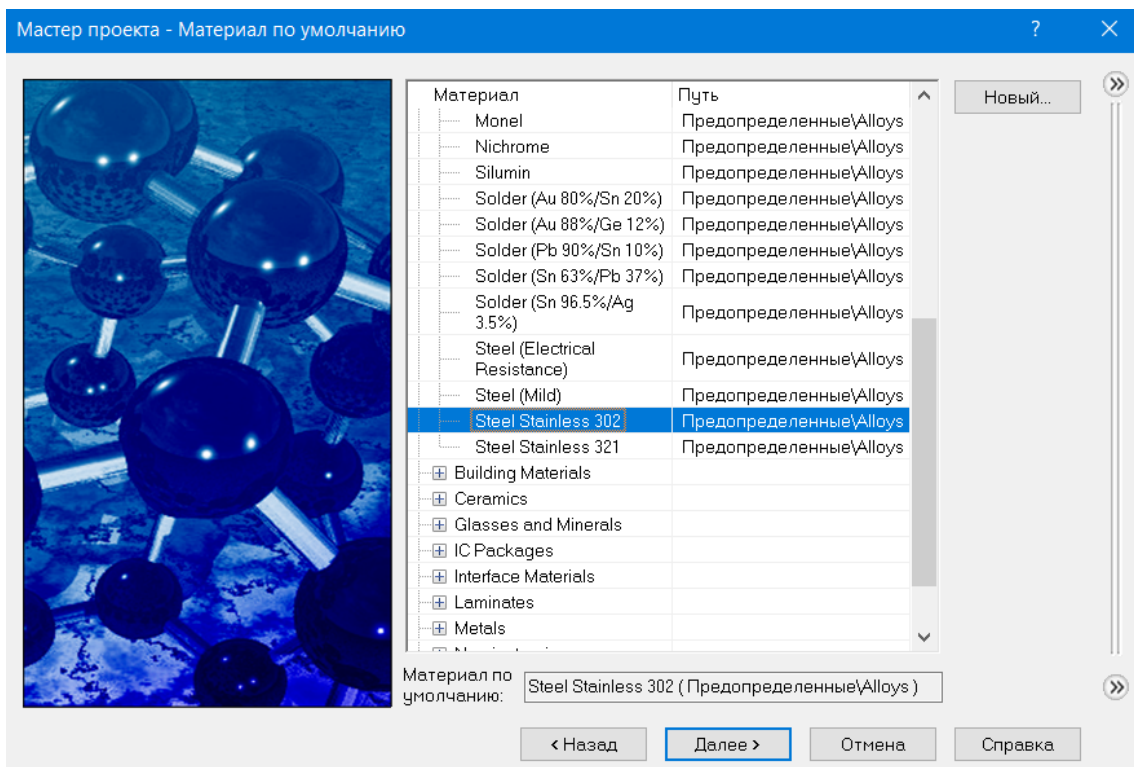 Мастер проекта - Материал по умолчанию
Материал Путь
Monel Предопределенные\Alloys
Nichrome Предопределенные\Alloys
Silumin Предопределенные\Alloys
Solder (Au 80%/Sn 20%) Предопределенные\Alloys
Solder (Au 88%/Ge 12%) Предопределенные\Alloys
Solder (Pb 90%/Sn 10%) Предопределенные\Alloys
Solder (Sn 63%/Pb 37%) Предопределенные\Alloys
Solder (Sn 96.5%/Ag
3.5%) Предопределенные\Alloys
Steel (Electrical
Resistance) Предопределенные\Alloys
Steel (Mild) Предопределенные\Alloys
Steel Stainless 302 Предопределенные\Alloys
Steel Stainless 321 Предопределенные\Alloys
Building Materials
Ceramics
Glasses and Minerals
IC Packages
Interface Materials
Laminates
Metals
Новый...
Материал по
умолчанию:
Steel Stainless 302 ( Предопределенные\Alloys )
< Назад
Далее >
Отмена
Справка